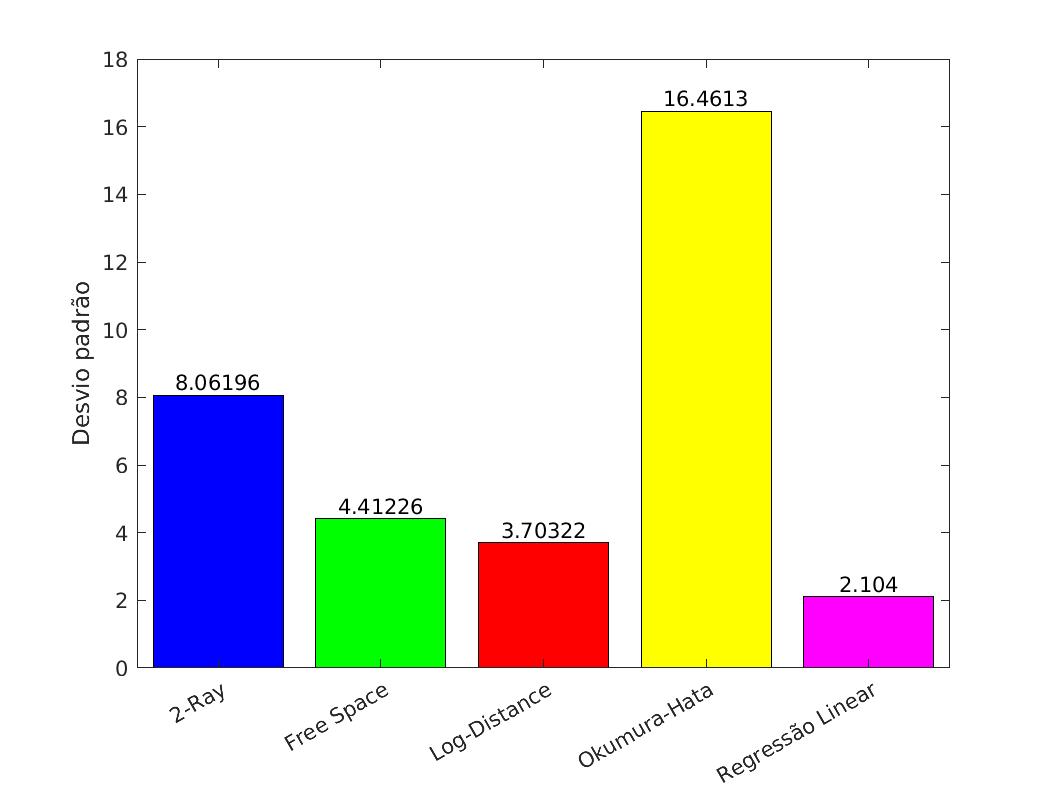 18
16
14
12
10
8
6
4
2
0
Desvio padrão
8.06196
4.41226
3.70322
16.4613
2.104
2-Ray
Free Space
Log-Distance
Okumura-Hata
Regressão Linear